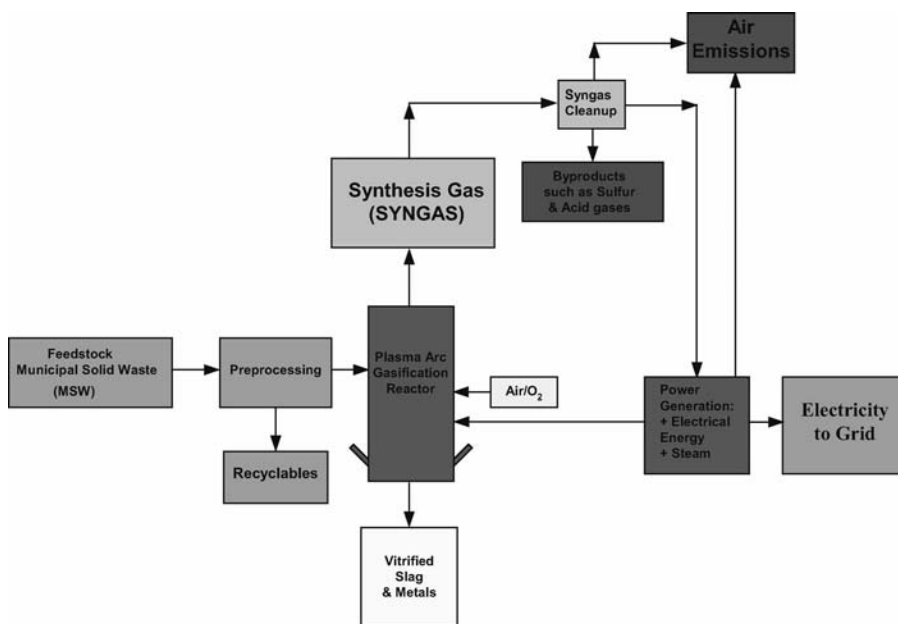 Air
Emissions
Syngas
Cleanup
Byproducts
such as Sulfur
& Acid gases
Synthesis Gas
(SYNGAS)
Feedstock
Municipal Solid Waste
(MSW)
Preprocessing
Plasma Arc
Gasification
Reactor
Air/O₂
Power
Generation:
+ Electrical
Energy
+ Steam
Electricity
to Grid
Recyclables
Vitrified
Slag
& Metals